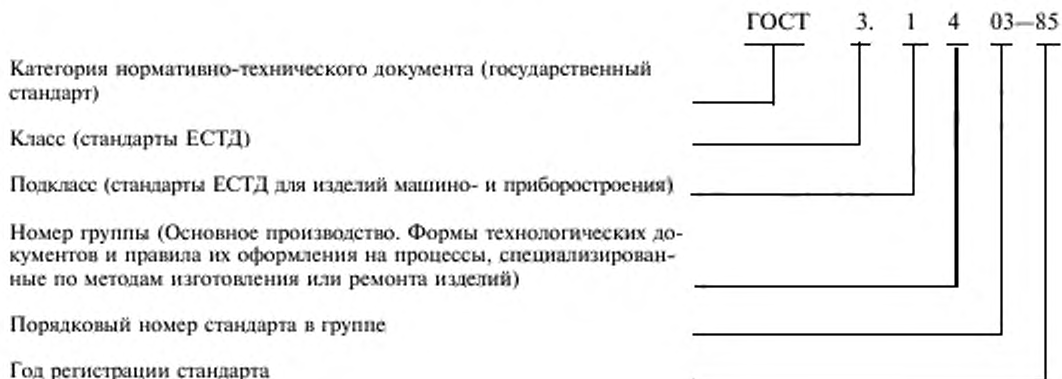 ГОСТ 3. 1 4 03—85
Категория нормативно-технического документа (государственный
стандарт)
Класс (стандарты ЕСТД)
Подкласс (стандарты ЕСТД для изделий машино- и приборостроения)
Номер группы (Основное производство. Формы технологических до-
кументов и правила их оформления на процессы, специализирован-
ные по методам изготовления или ремонта изделий)
Порядковый номер стандарта в группе
Год регистрации стандарта